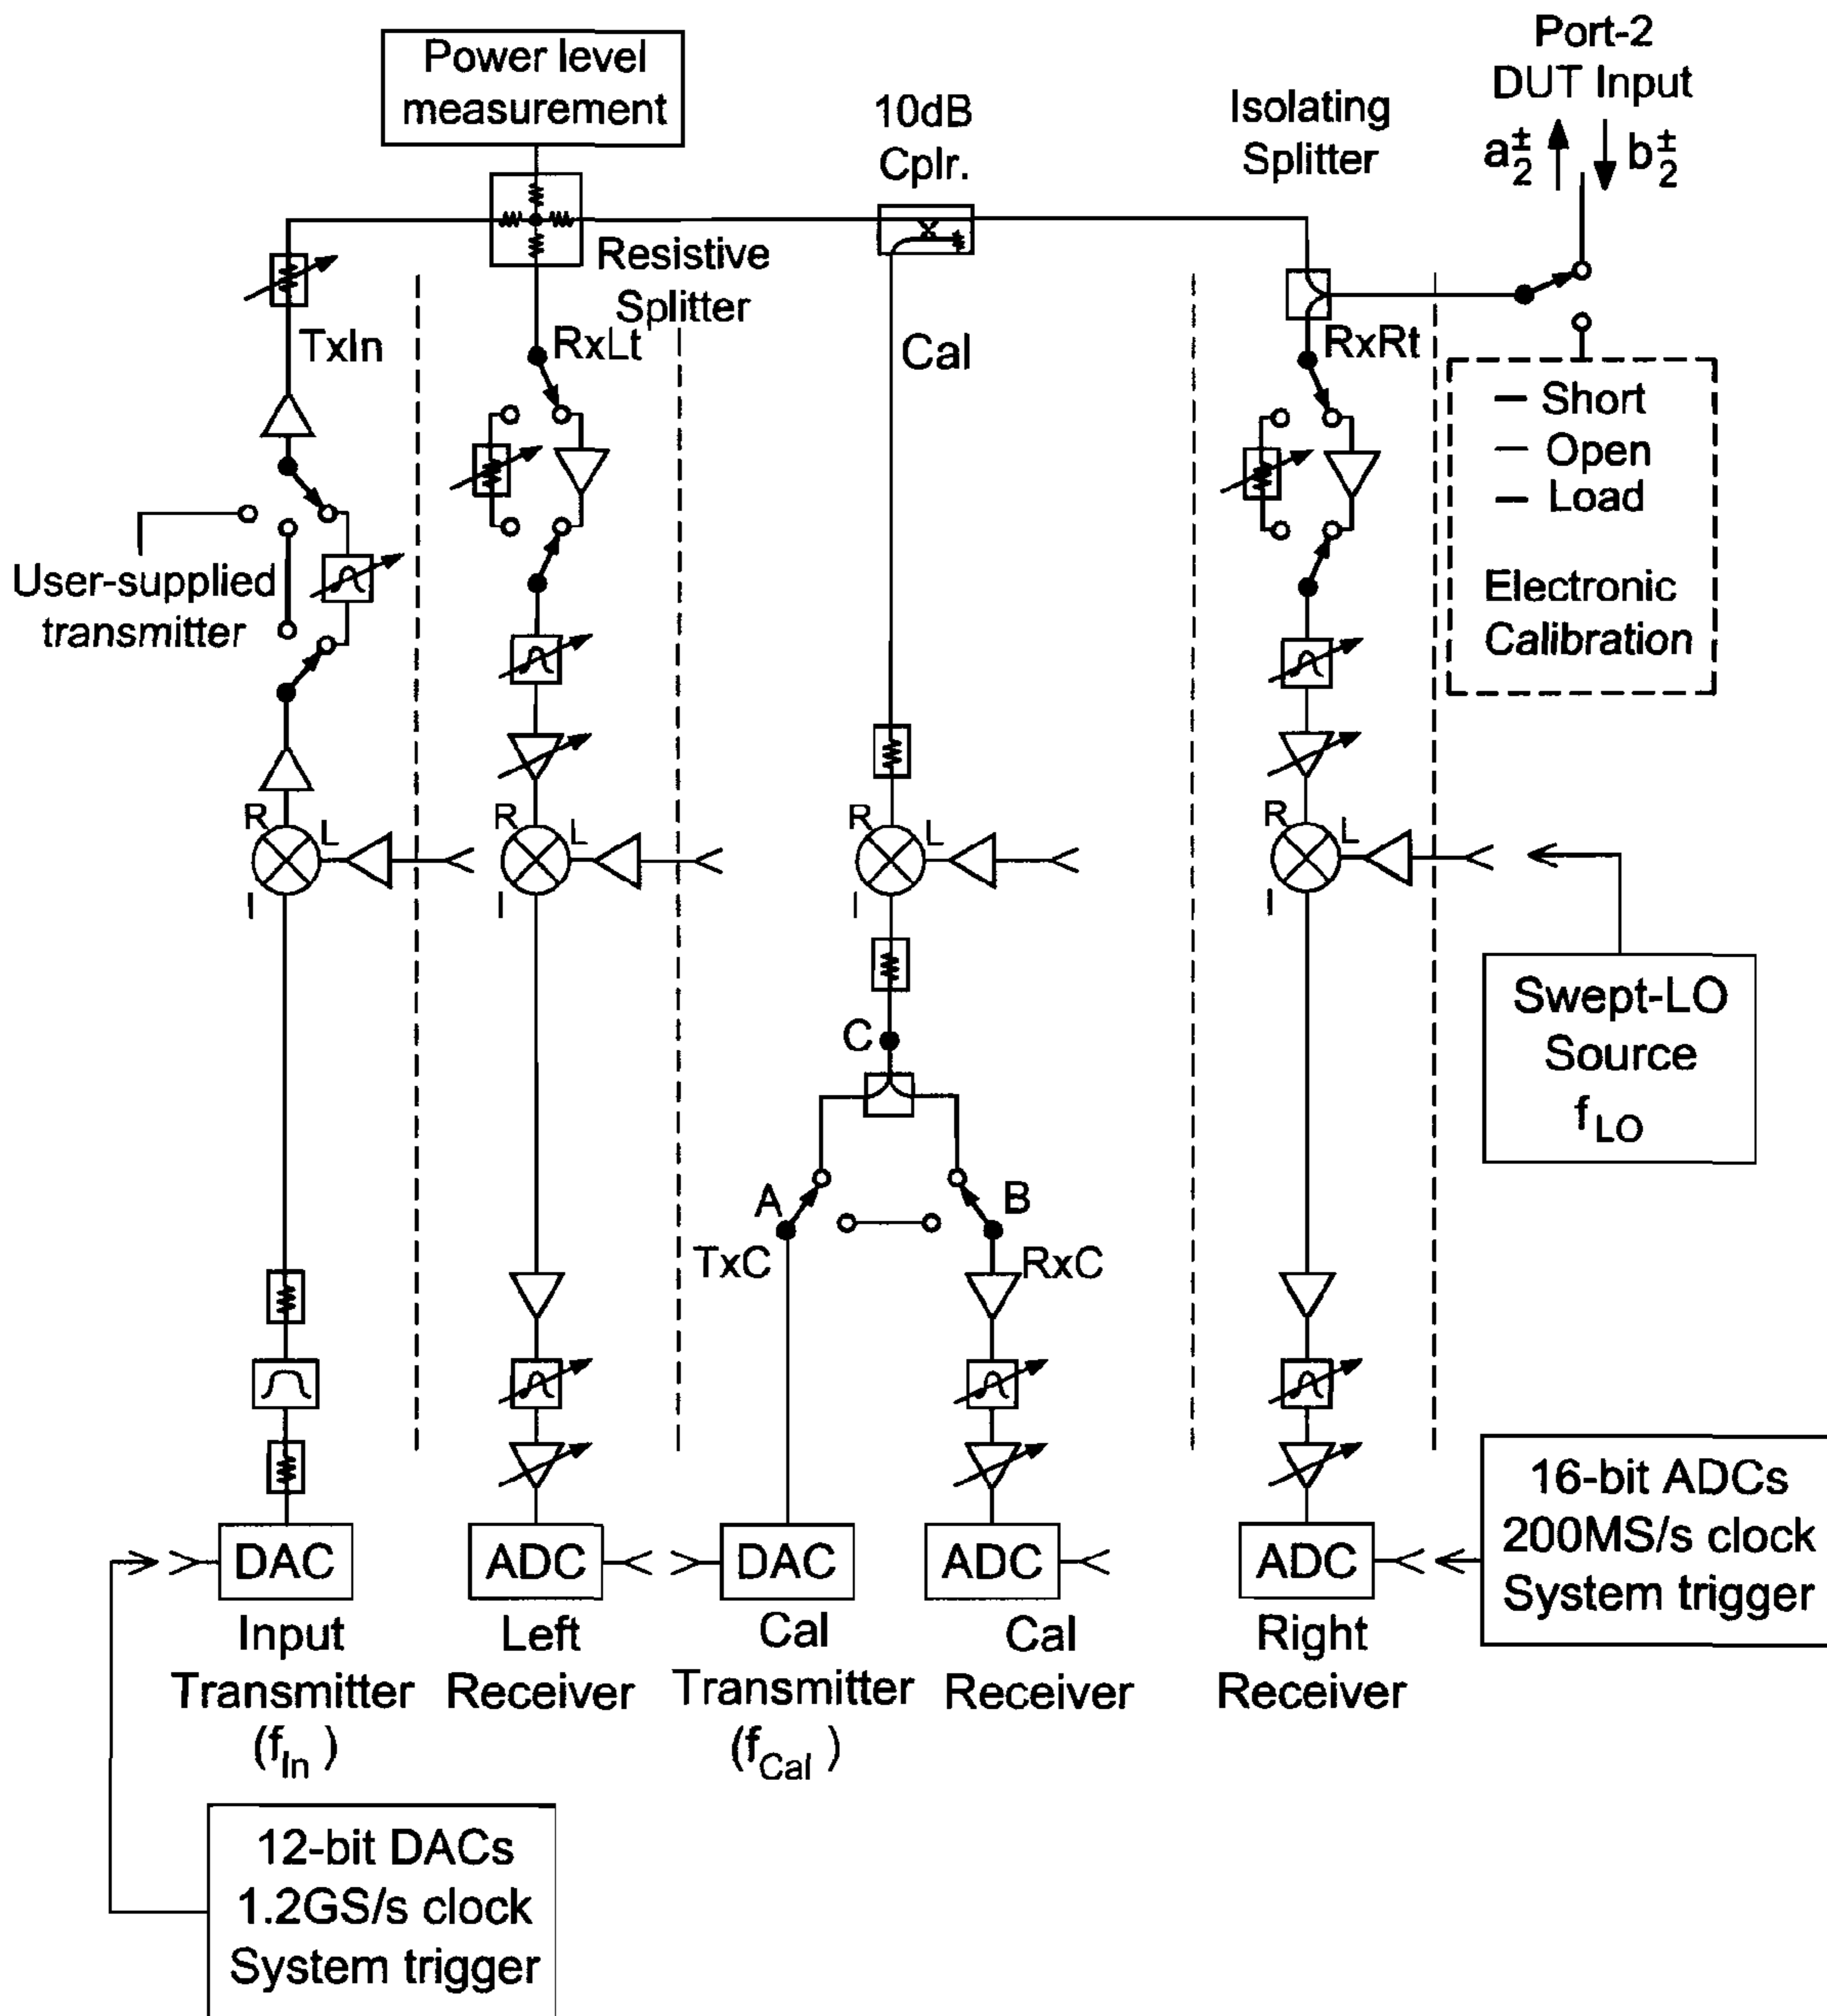 Power level
measurement
10dB
Cplr.
Isolating
Splitter
Port-2
DUT Input
a₂± b₂±
Resistive
Splitter
TxIn
RxLt
Cal
RxRt
Short
Open
Load
Electronic
Calibration
User-supplied
transmitter
R L I
R L I
R L I
R L I
Swept-LO
Source
f_LO
C
A
B
TxC
RxC
DAC
ADC
DAC
ADC
ADC
16-bit ADCs
200MS/s clock
System trigger
Input
Transmitter
(f_In )
Left
Receiver
Cal
Transmitter
(f_Cal )
Cal
Receiver
Right
Receiver
12-bit DACs
1.2GS/s clock
System trigger